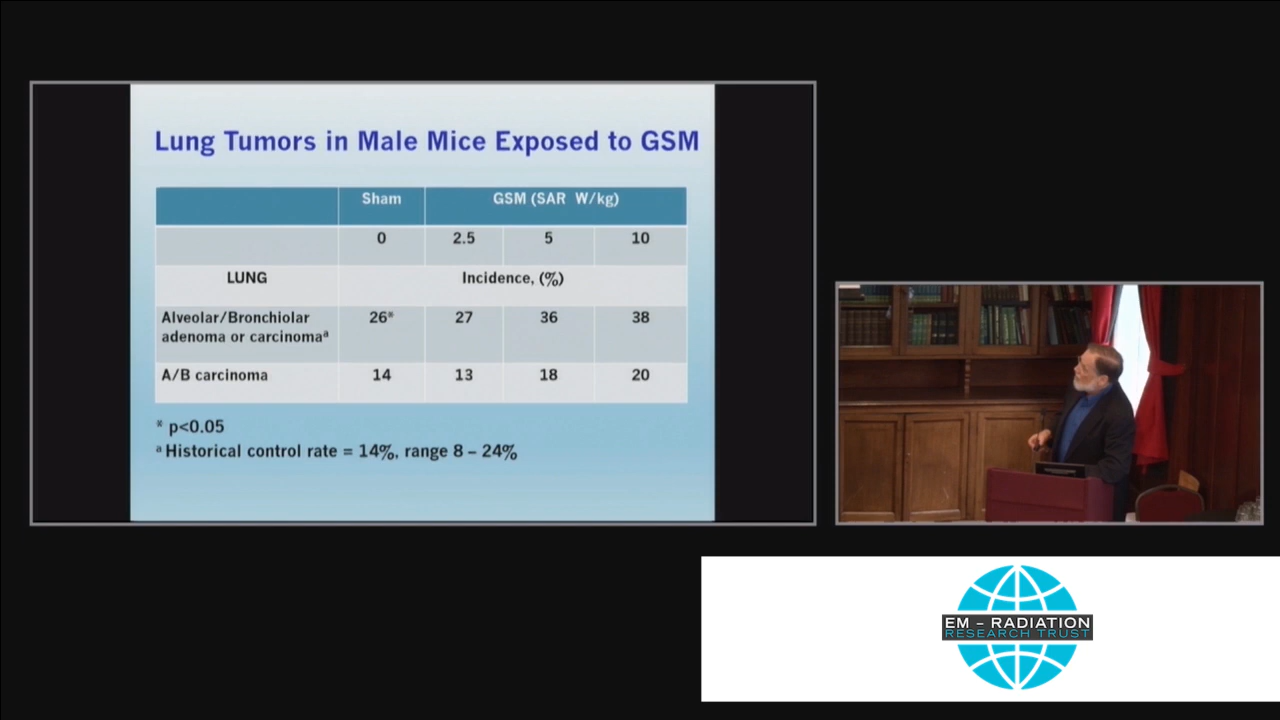 Lung Tumors in Male Mice Exposed to GSM
Sham GSM (SAR W/kg)
0 2.5 5 10
LUNG Incidence, (%)
Alveolar/Bronchiolar
adenoma or carcinomaᵃ 26* 27 36 38
A/B carcinoma 14 13 18 20
* p<0.05
ᵃ Historical control rate = 14%, range 8 – 24%
EM – RADIATION
RESEARCH TRUST